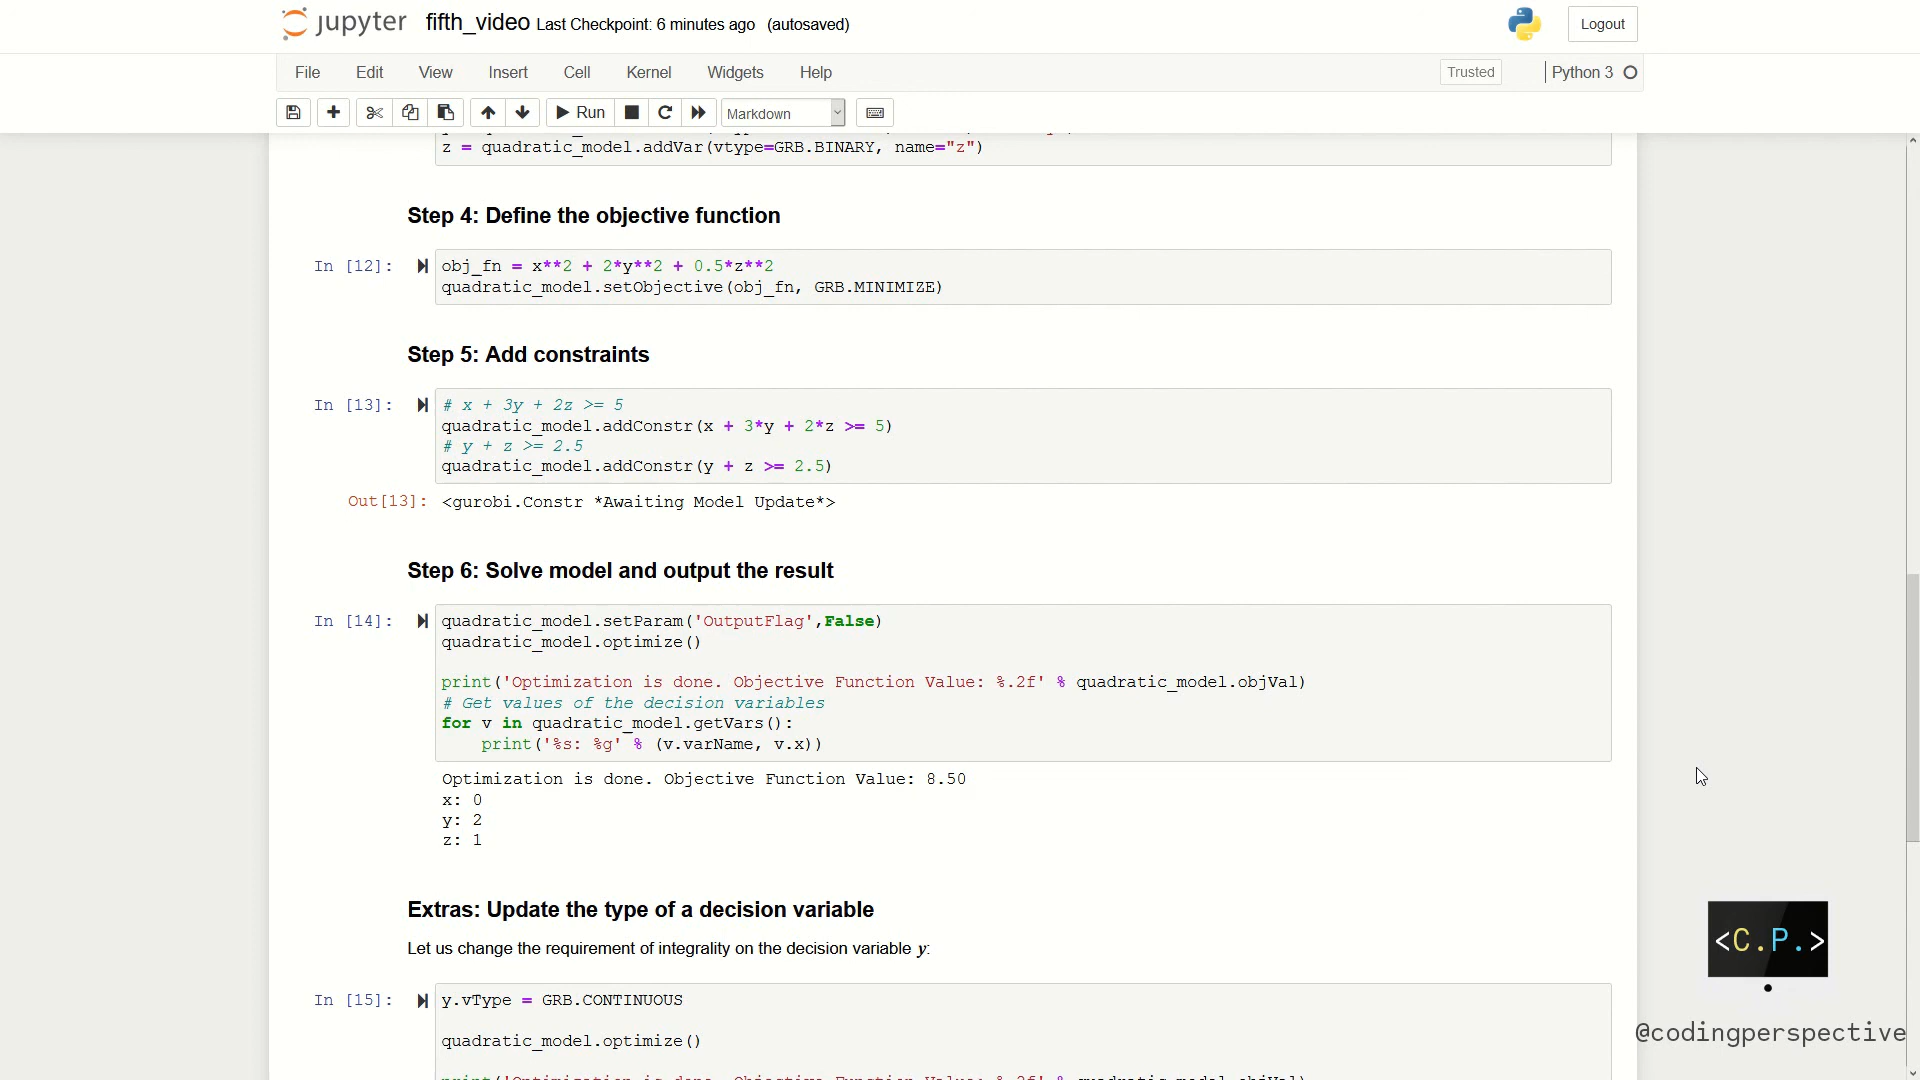 jupyter fifth_video Last Checkpoint: 6 minutes ago (autosaved)
Logout
File Edit View Insert Cell Kernel Widgets Help
Trusted
Python 3
Run
Markdown
z = quadratic_model.addVar(vtype=GRB.BINARY, name="z")
Step 4: Define the objective function
In [12]:
obj_fn = x**2 + 2*y**2 + 0.5*z**2
quadratic_model.setObjective(obj_fn, GRB.MINIMIZE)
Step 5: Add constraints
In [13]:
# x + 3y + 2z >= 5
quadratic_model.addConstr(x + 3*y + 2*z >= 5)
# y + z >= 2.5
quadratic_model.addConstr(y + z >= 2.5)
Out[13]: <gurobi.Constr *Awaiting Model Update*>
Step 6: Solve model and output the result
In [14]:
quadratic_model.setParam('OutputFlag',False)
quadratic_model.optimize()
print('Optimization is done. Objective Function Value: %.2f' % quadratic_model.objVal)
# Get values of the decision variables
for v in quadratic_model.getVars():
print('%s: %g' % (v.varName, v.x))
Optimization is done. Objective Function Value: 8.50
x: 0
y: 2
z: 1
Extras: Update the type of a decision variable
Let us change the requirement of integrality on the decision variable y:
In [15]:
y.vType = GRB.CONTINUOUS
quadratic_model.optimize()
<C.P.>
@codingperspective